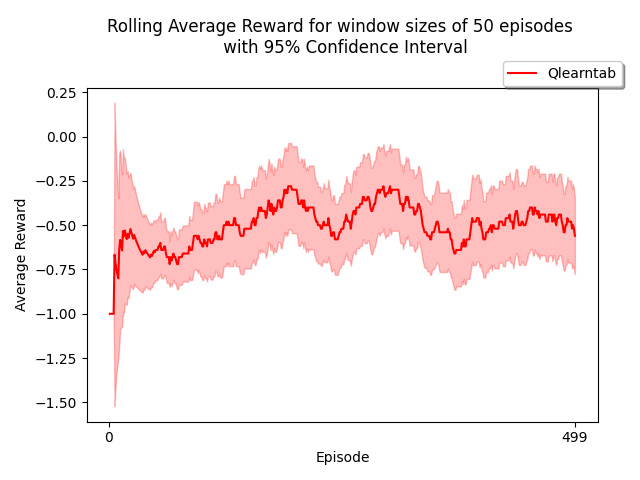 Rolling Average Reward for window sizes of 50 episodes
with 95% Confidence Interval
Qlearntab
0.25
0.00
−0.25
−0.50
−0.75
−1.00
−1.25
−1.50
Average Reward
0
499
Episode